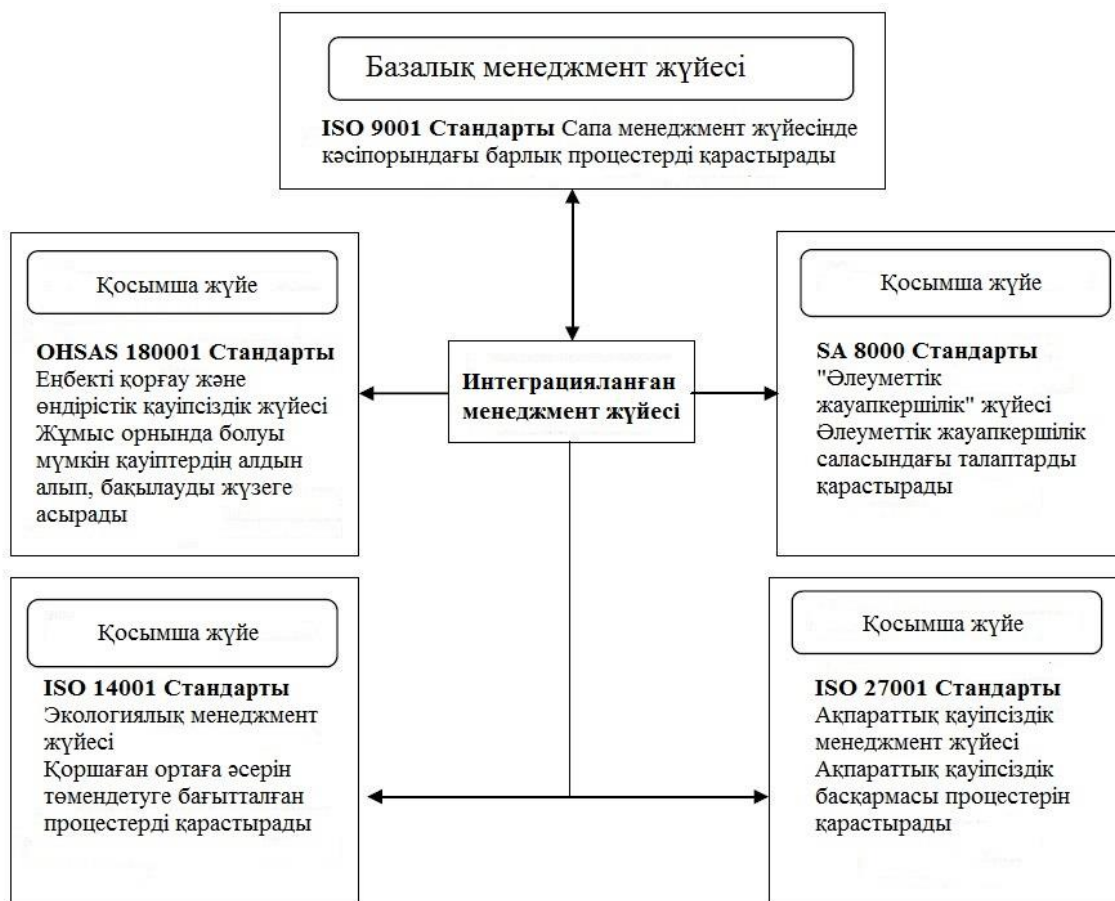 Базалық менеджмент жүйесі
ISO 9001 Стандарты Сапа менеджмент жүйесінде
кәсіпорындағы барлық процестерді қарастырады
Қосымша жүйе
OHSAS 180001 Стандарты
Еңбекті қорғау және
өндірістік қауіпсіздік жүйесі
Жұмыс орнында болуы
мүмкін қауіптердің алдын
алып, бақылауды жүзеге
асырады
Интеграцияланған
менеджмент жүйесі
Қосымша жүйе
SA 8000 Стандарты
"Әлеуметтік
жауапкершілік" жүйесі
Әлеуметтік жауапкершілік
саласындағы талаптарды
қарастырады
Қосымша жүйе
ISO 14001 Стандарты
Экологиялық менеджмент
жүйесі
Қоршаған ортаға әсерін
төмендетуге бағытталған
процестерді қарастырады
Қосымша жүйе
ISO 27001 Стандарты
Ақпараттық қауіпсіздік
менеджмент жүйесі
Ақпараттық қауіпсіздік
басқармасы процестерін
қарастырады